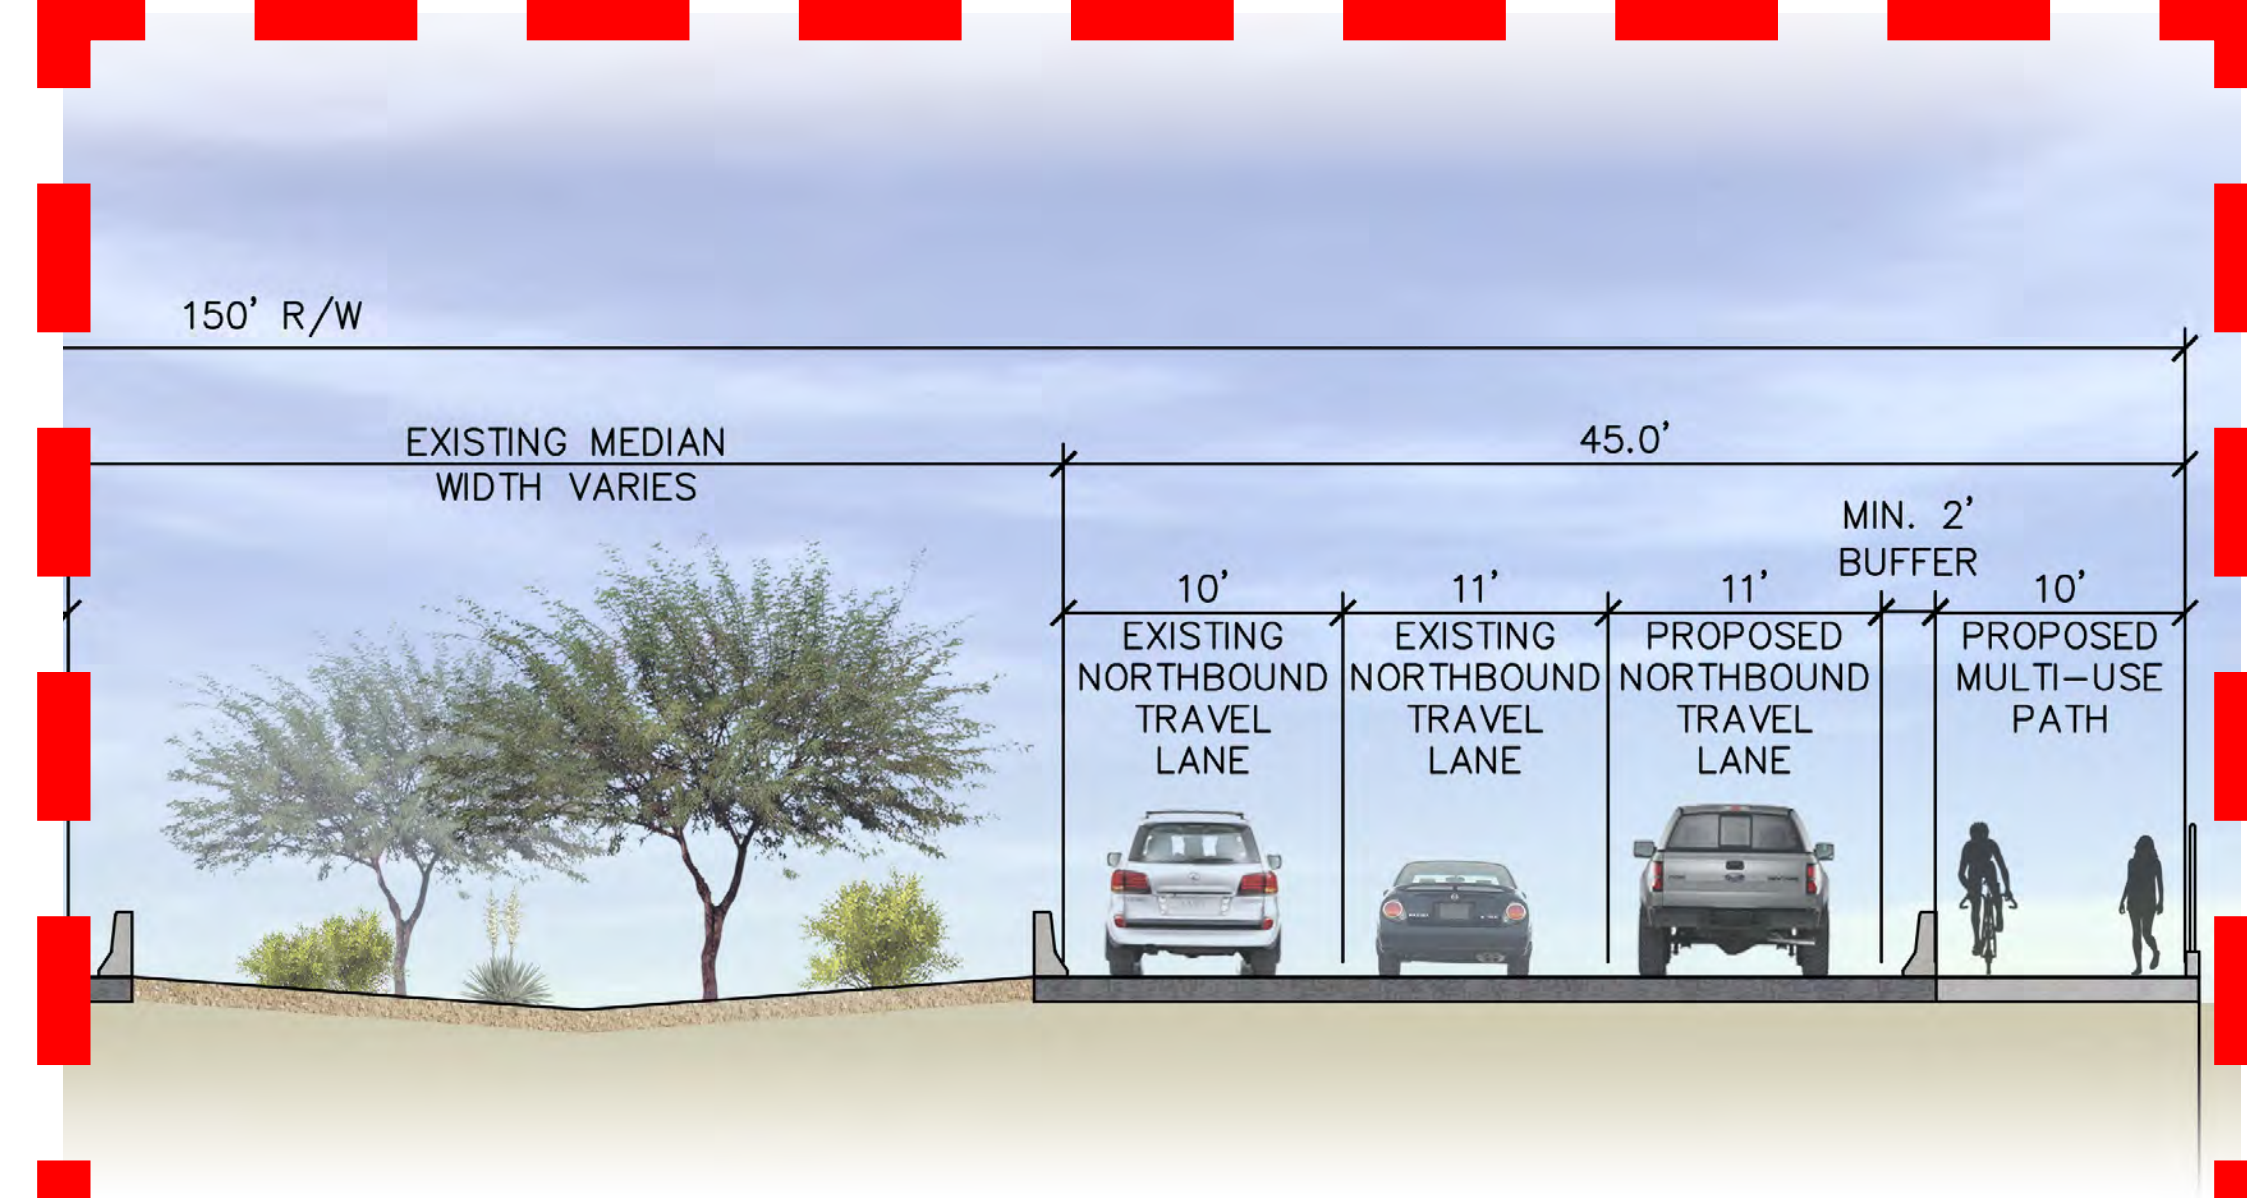 150' R/W
EXISTING MEDIAN
WIDTH VARIES
45.0'
MIN. 2'
BUFFER
10'
EXISTING
NORTHBOUND
TRAVEL
LANE
11'
EXISTING
NORTHBOUND
TRAVEL
LANE
11'
PROPOSED
NORTHBOUND
TRAVEL
LANE
10'
PROPOSED
MULTI-USE
PATH